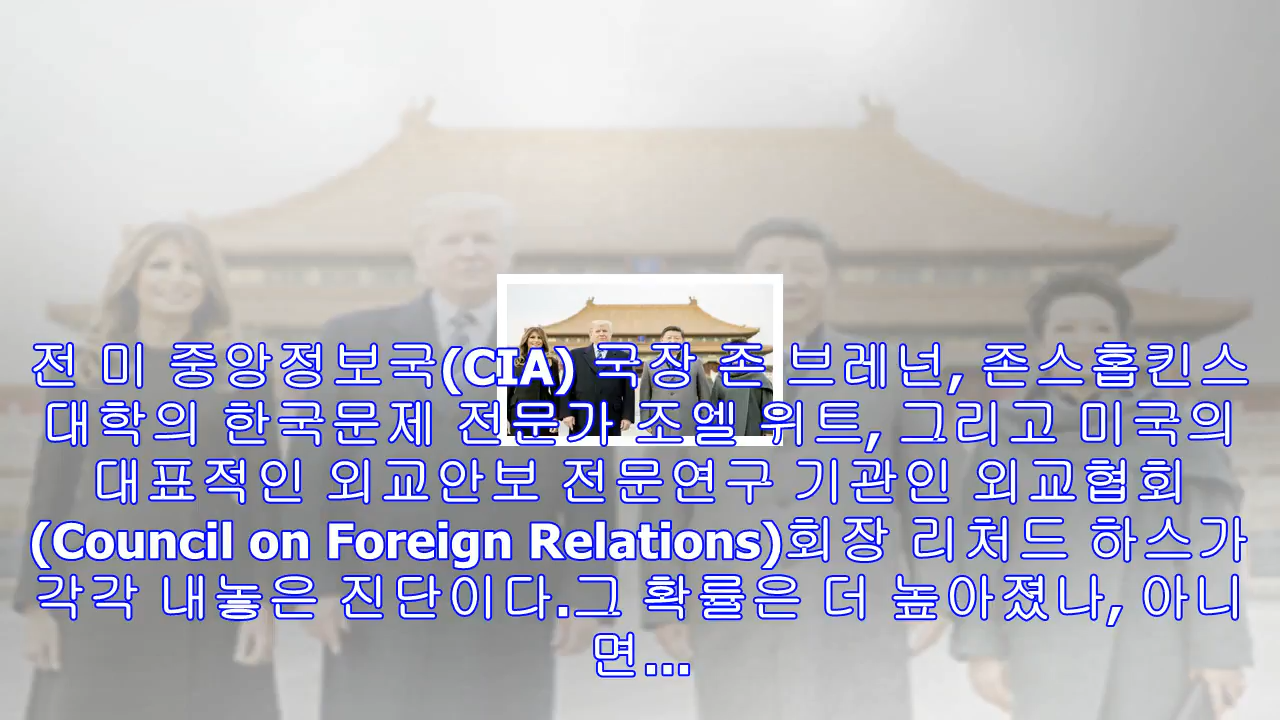 전 미 중앙정보국(CIA) 국장 존 브레넌, 존스홉킨스
대학의 한국문제 전문가 조엘 위트, 그리고 미국의
대표적인 외교안보 전문연구 기관인 외교협회
(Council on Foreign Relations)회장 리처드 하스가
각각 내놓은 진단이다.그 확률은 더 높아졌나, 아니
면...